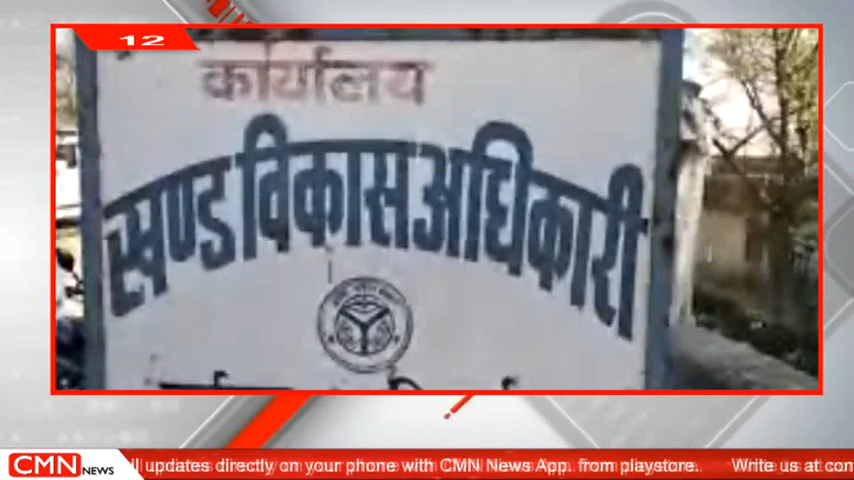 12
कार्यालय
खण्ड विकास अधिकारी
CMN NEWS
ll updates directly on your phone with CMN News App. from playstore. Write us at con